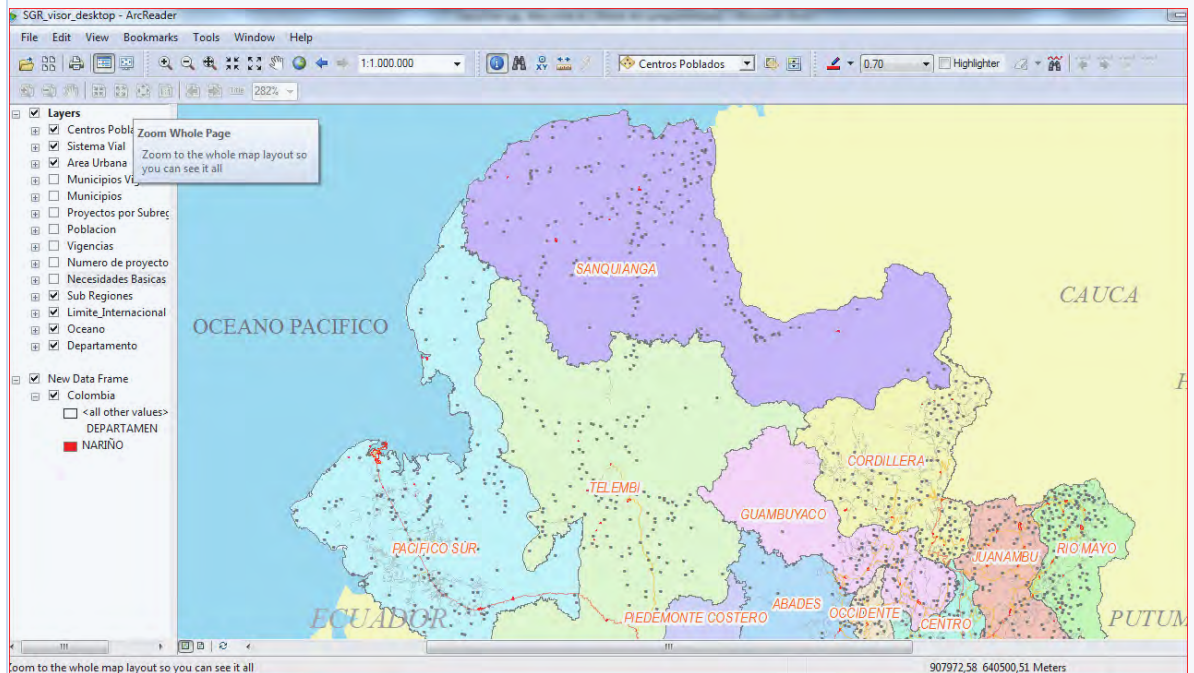 SGR_visor_desktop - ArcReader
File Edit View Bookmarks Tools Window Help
1:1.000.000
XY
Centros Poblados
0.70
Highlighter
282%
Layers
Centros Pobla
Sistema Vial
Area Urbana
Municipios
Municipios
Proyectos por Subreg
Poblacion
Vigencias
Numero de proyecto
Necesidades Basicas
Sub Regiones
Limite_Internacional
Oceano
Departamento
New Data Frame
Colombia
<all other values>
DEPARTAMEN
NARIÑO
Zoom Whole Page
Zoom to the whole map layout so
you can see it all
SANQUIANGA
CAUCA
OCEANO PACIFICO
H
CORDILLERA
TELEMBI
GUAMBUYACO
PACIFICO SUR
JUANAMBU
RIO MAYO
ABADES
OCCIDENTE
ECUADOR
PIEDEMONTE COSTERO
CENTRO
PUTUM
Zoom to the whole map layout so you can see it all
907972,58 640500,51 Meters